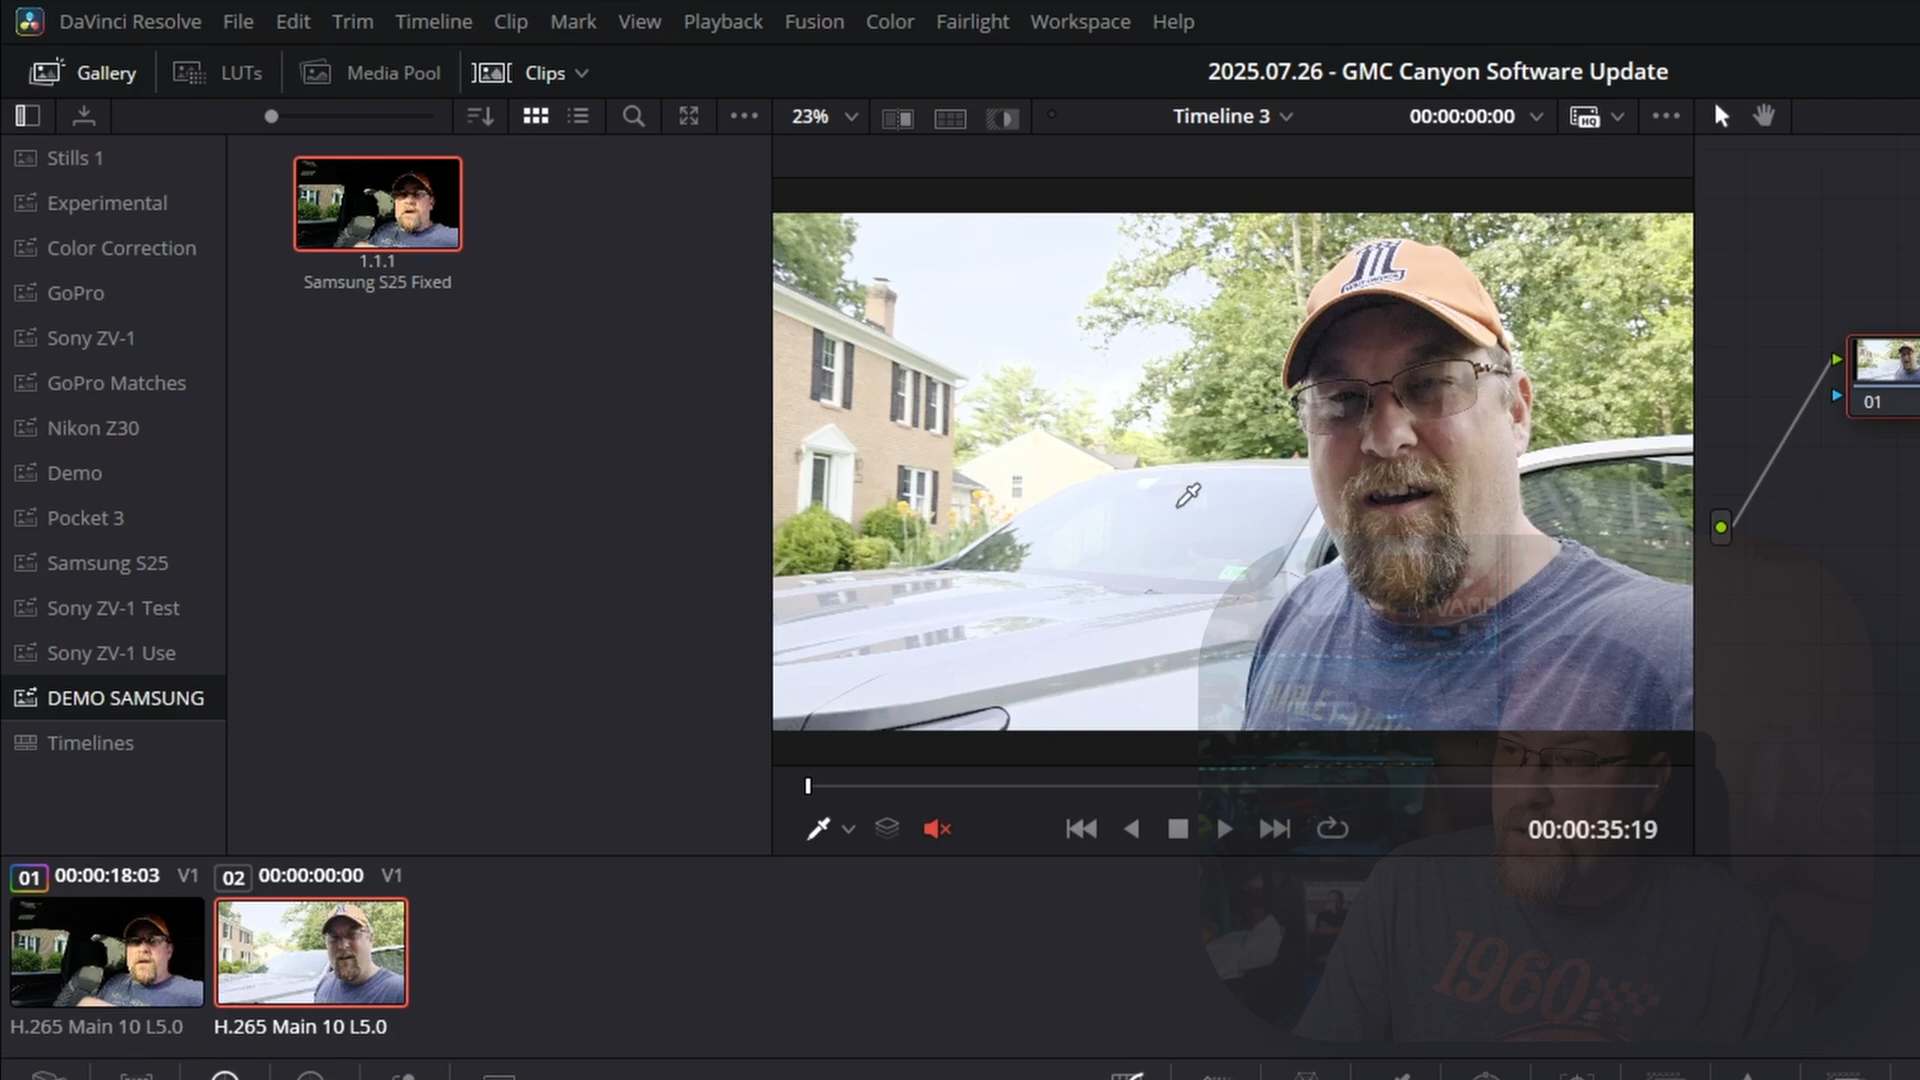 DaVinci Resolve File Edit Trim Timeline Clip Mark View Playback Fusion Color Fairlight Workspace Help
Gallery LUTs Media Pool Clips 2025.07.26 - GMC Canyon Software Update
23% Timeline 3 00:00:00:00 HQ
Stills 1
Experimental
Color Correction
GoPro
Sony ZV-1
GoPro Matches
Nikon Z30
Demo
Pocket 3
Samsung S25
Sony ZV-1 Test
Sony ZV-1 Use
DEMO SAMSUNG
Timelines
1.1.1
Samsung S25 Fixed
01
00:00:35:19
01 00:00:18:03 V1 02 00:00:00:00 V1
H.265 Main 10 L5.0 H.265 Main 10 L5.0
1960